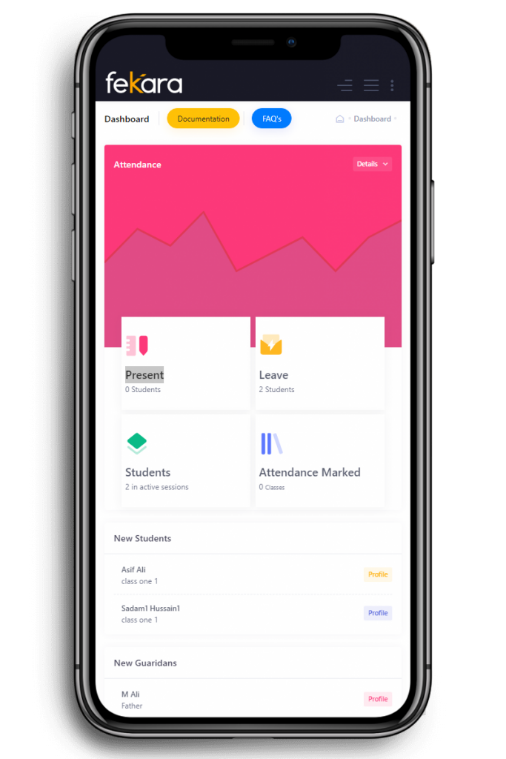 fekara
Dashboard
Documentation
FAQ's
Dashboard
Attendance
Details
Present
0 Students
Leave
2 Students
Students
2 in active sessions
Attendance Marked
0 Classes
New Students
Asif Ali
class one 1
Profile
Sadam1 Hussain1
class one 1
Profile
New Guaridans
M Ali
Father
Profile